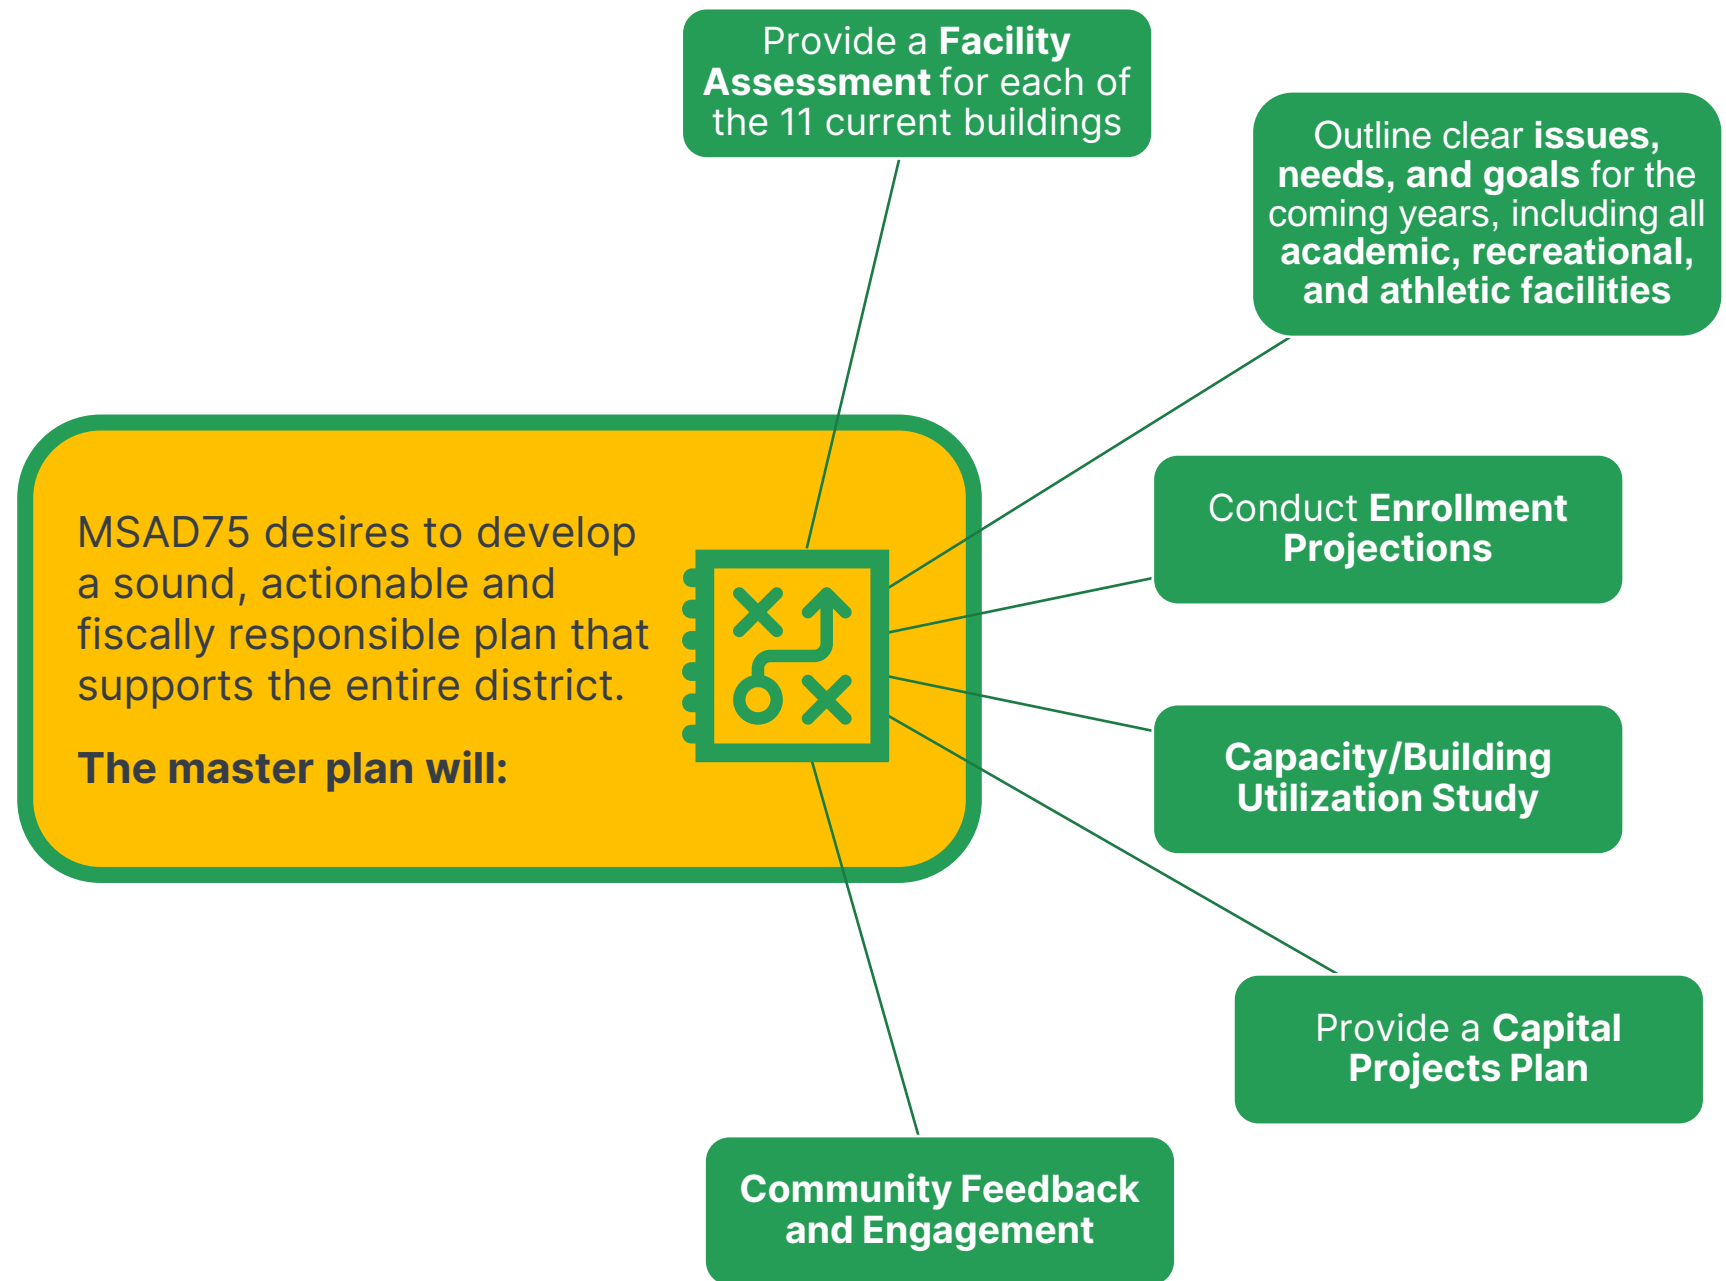 Provide a Facility
Assessment for each of
the 11 current buildings
Outline clear issues,
needs, and goals for the
coming years, including all
academic, recreational,
and athletic facilities
MSAD75 desires to develop
a sound, actionable and
fiscally responsible plan that
supports the entire district.
The master plan will:
Conduct Enrollment
Projections
Capacity/Building
Utilization Study
Provide a Capital
Projects Plan
Community Feedback
and Engagement